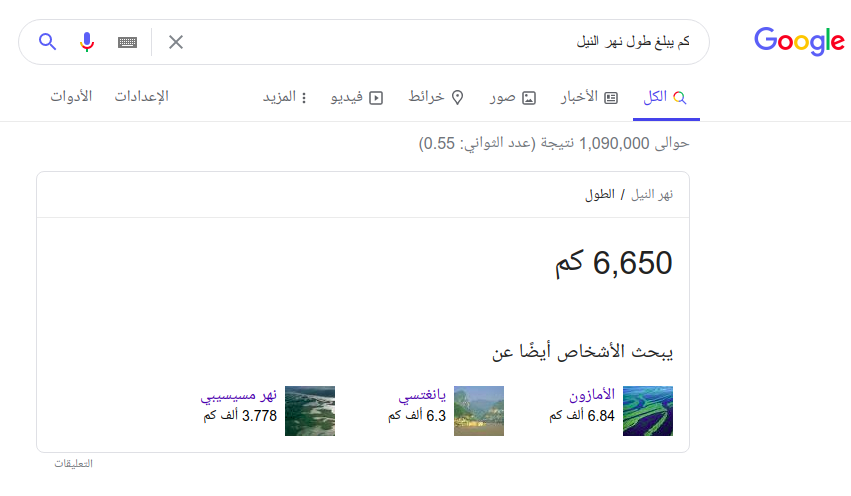 Google
كم يبلغ طول نهر النيل
الكل الأخبار صور خرائط فيديو المزيد الإعدادات الأدوات
حوالى 1,090,000 نتيجة (عدد الثواني: 0.55)
نهر النيل / الطول
6,650 كم
يبحث الأشخاص أيضًا عن
الأمازون يانغتسي نهر مسيسيبي
6.84 ألف كم 6.3 ألف كم 3.778 ألف كم
التعليقات